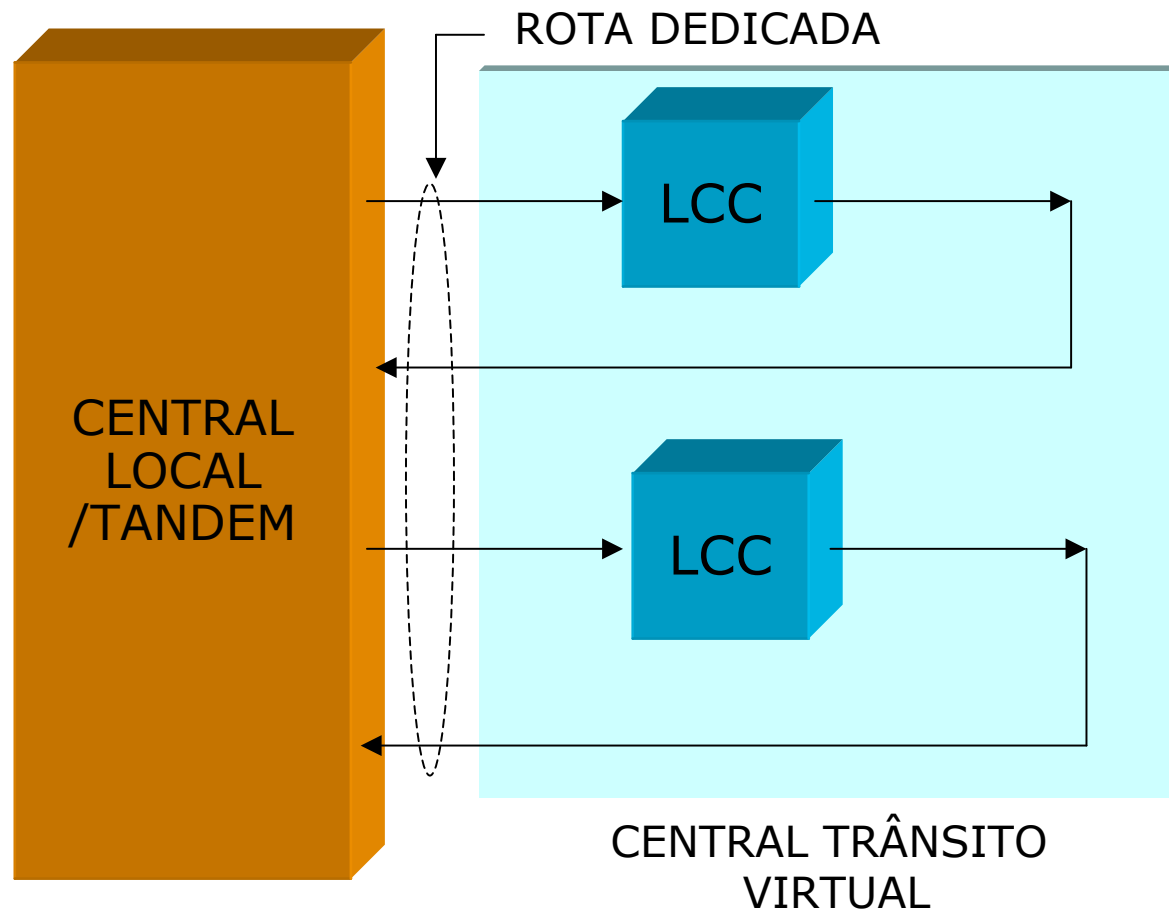 ROTA DEDICADA
LCC
CENTRAL
LOCAL
/TANDEM
LCC
CENTRAL TRÂNSITO
VIRTUAL